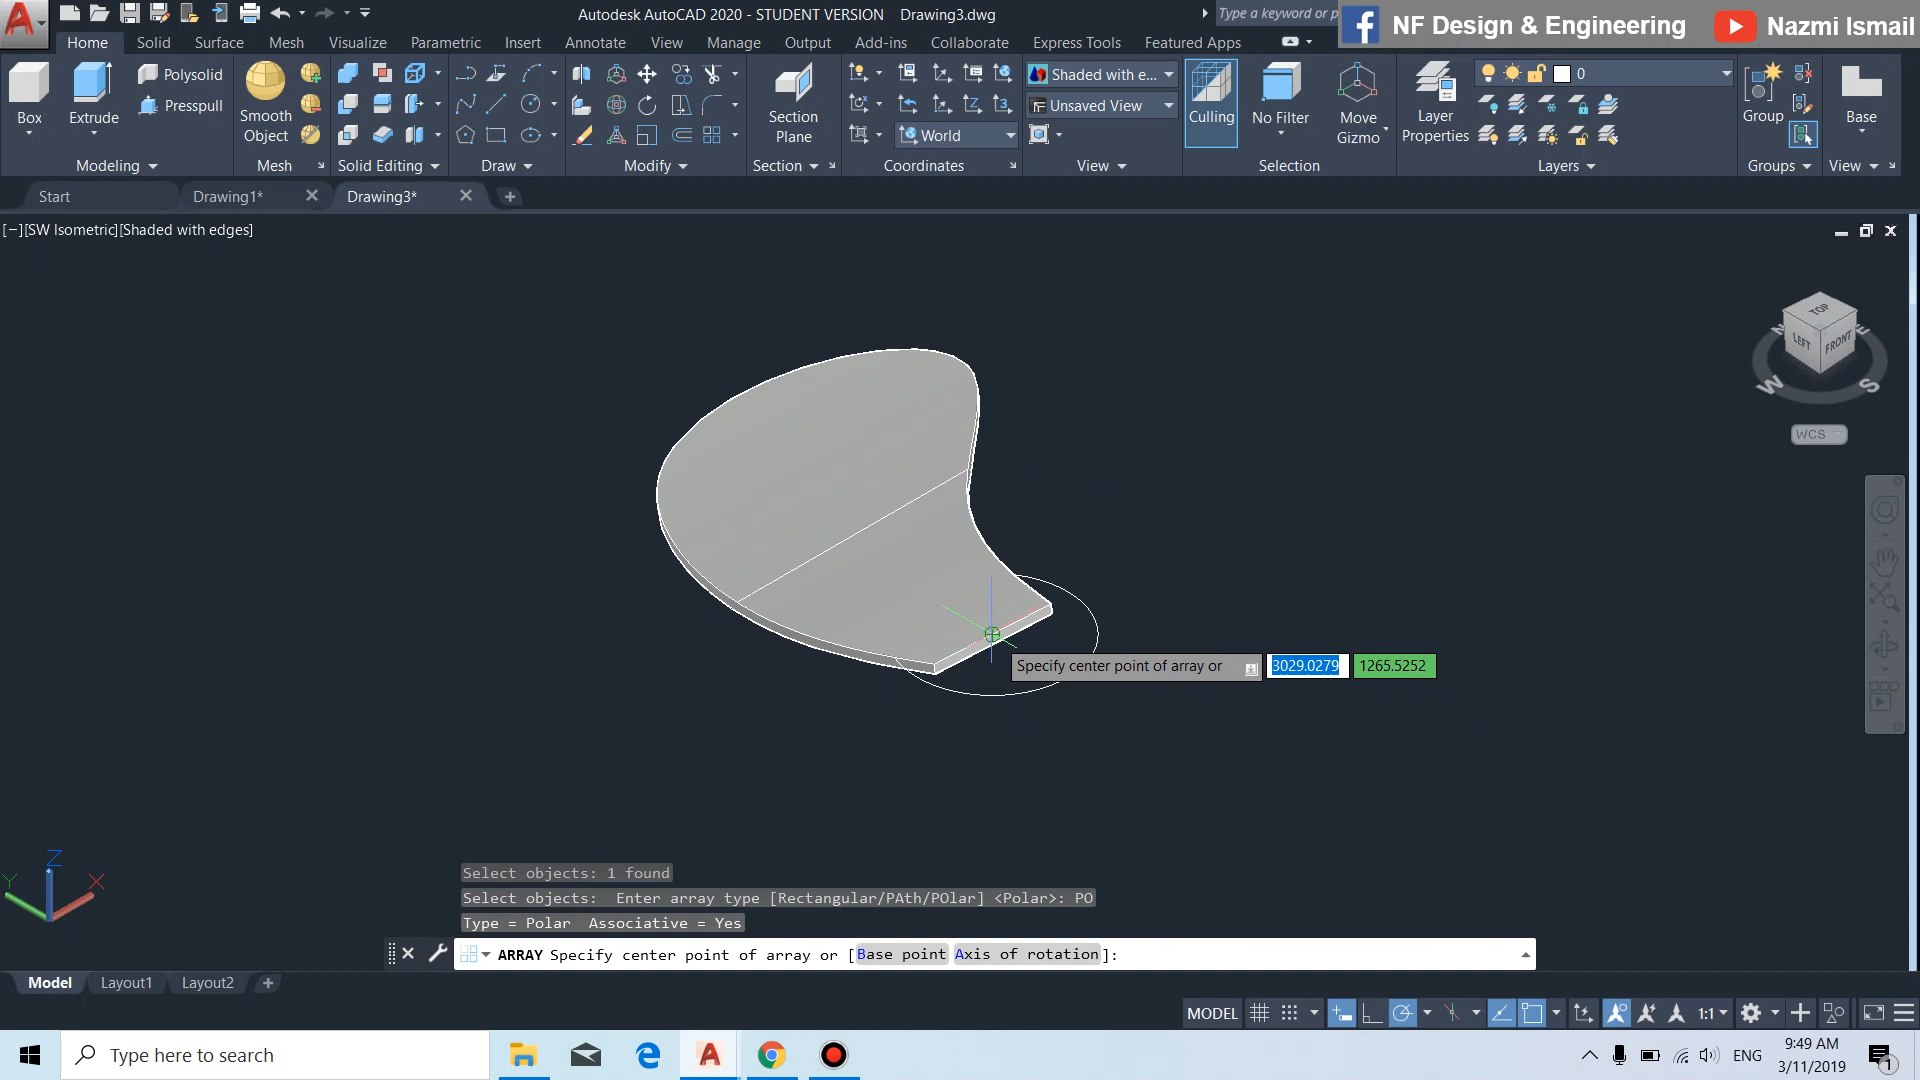 Autodesk AutoCAD 2020 - STUDENT VERSION Drawing3.dwg
Type a keyword or p
NF Design & Engineering
Nazmi Ismail
Home Solid Surface Mesh Visualize Parametric Insert Annotate View Manage Output Add-ins Collaborate Express Tools Featured Apps
Box
Extrude
Polysolid
Presspull
Smooth
Object
Section
Plane
World
Shaded with e...
Unsaved View
Culling
No Filter
Move
Gizmo
Layer
Properties
0
Group
Base
Modeling Mesh Solid Editing Draw Modify Section Coordinates View Selection Layers Groups View
Start Drawing1* Drawing3*
[−][SW Isometric][Shaded with edges]
TOP
LEFT
FRONT
N
E
W
S
WCS
Specify center point of array or 3029.0279 1265.5252
Z
Y
X
Select objects: 1 found
Select objects: Enter array type [Rectangular/PAth/POlar] <Polar>: PO
Type = Polar Associative = Yes
ARRAY Specify center point of array or [Base point Axis of rotation]:
Model Layout1 Layout2
MODEL 1:1
Type here to search
ENG
9:49 AM
3/11/2019
1